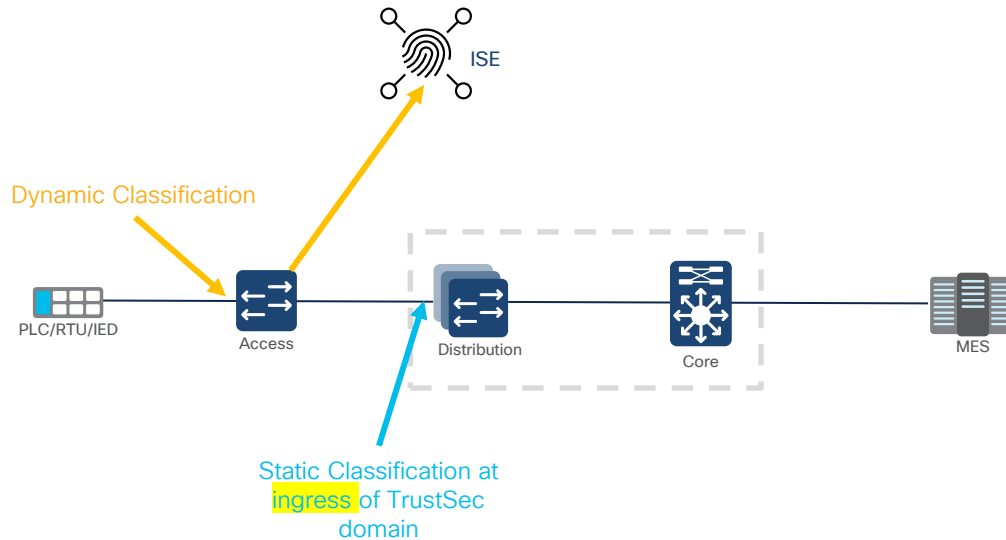 ISE
Dynamic Classification
PLC/RTU/IED
Access
Distribution
Core
MES
Static Classification at
ingress of TrustSec
domain